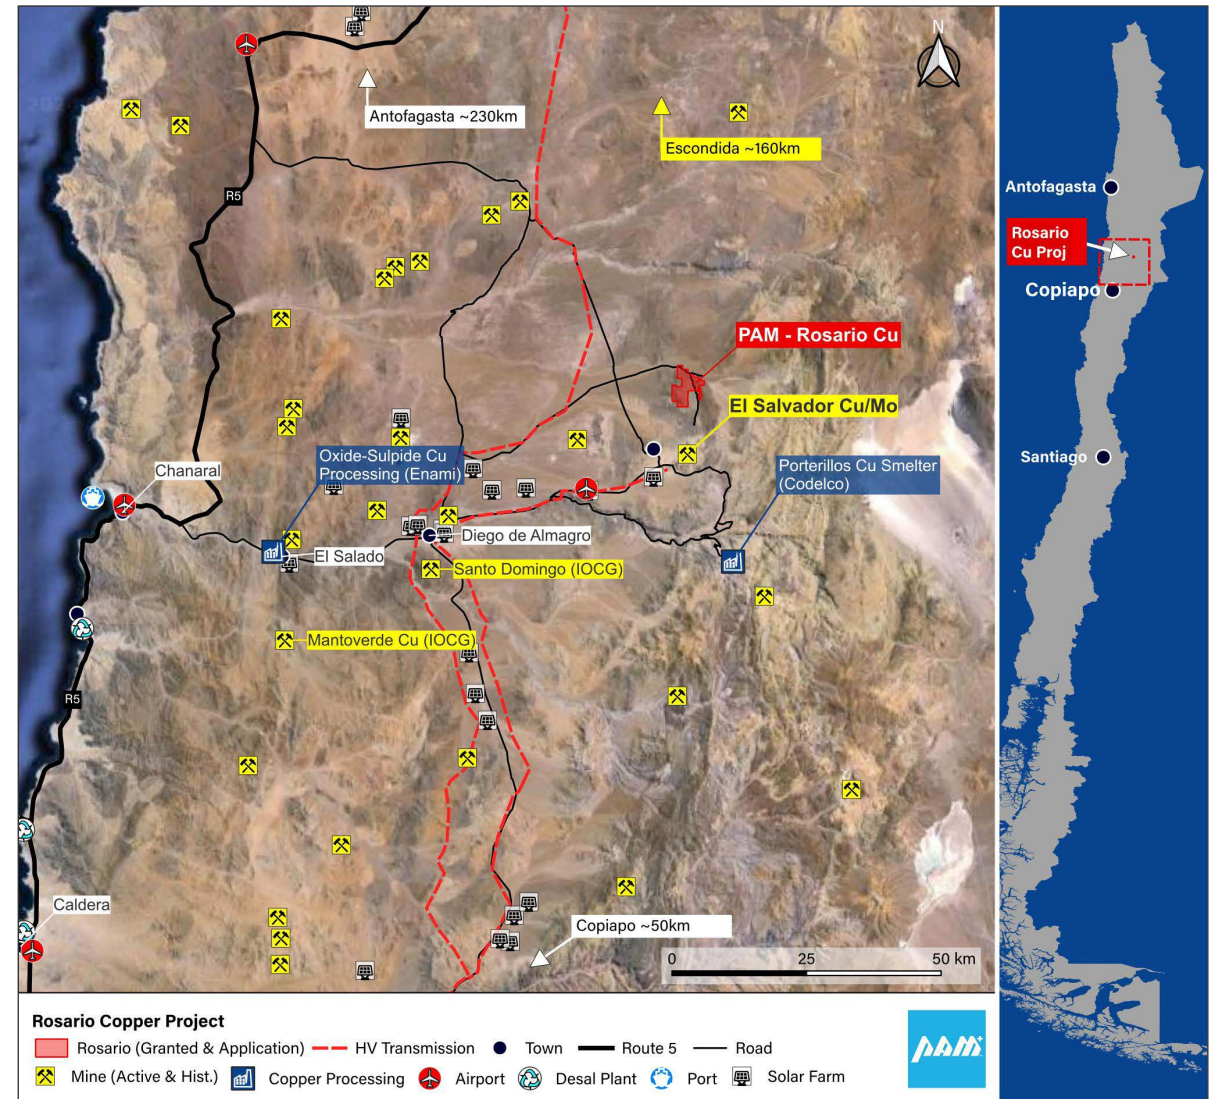 N
Antofagasta ~230km
Escondida ~160km
R5
PAM - Rosario Cu
El Salvador Cu/Mo
Oxide-Sulpide Cu
Processing (Enami)
Chanaral
Porterillos Cu Smelter
(Codelco)
Diego de Almagro
El Salado
Santo Domingo (IOCG)
Mantoverde Cu (IOCG)
R5
Caldera
Copiapo ~50km
0 25 50 km
Antofagasta
Rosario
Cu Proj
Copiapo
Santiago
Rosario Copper Project
Rosario (Granted & Application) HV Transmission Town Route 5 Road
Mine (Active & Hist.) Copper Processing Airport Desal Plant Port Solar Farm
PAM